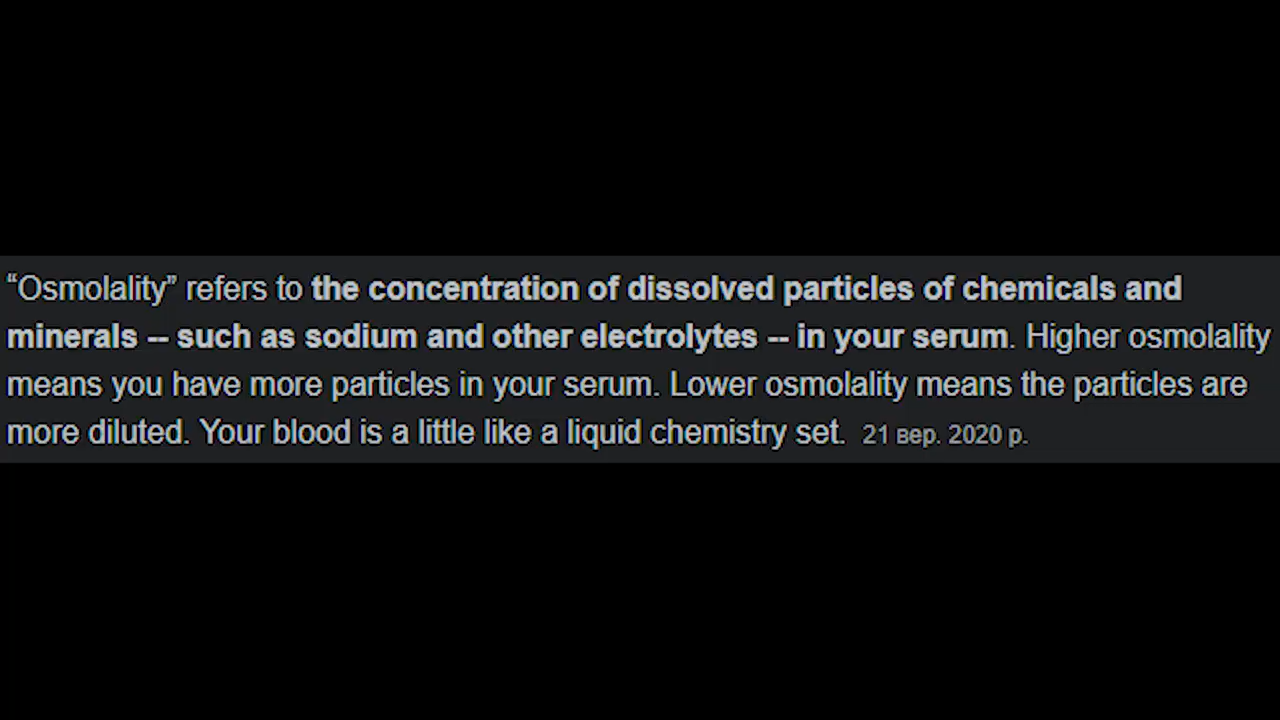 “Osmolality” refers to the concentration of dissolved particles of chemicals and
minerals -- such as sodium and other electrolytes -- in your serum. Higher osmolality
means you have more particles in your serum. Lower osmolality means the particles are
more diluted. Your blood is a little like a liquid chemistry set. 21 вер. 2020 р.